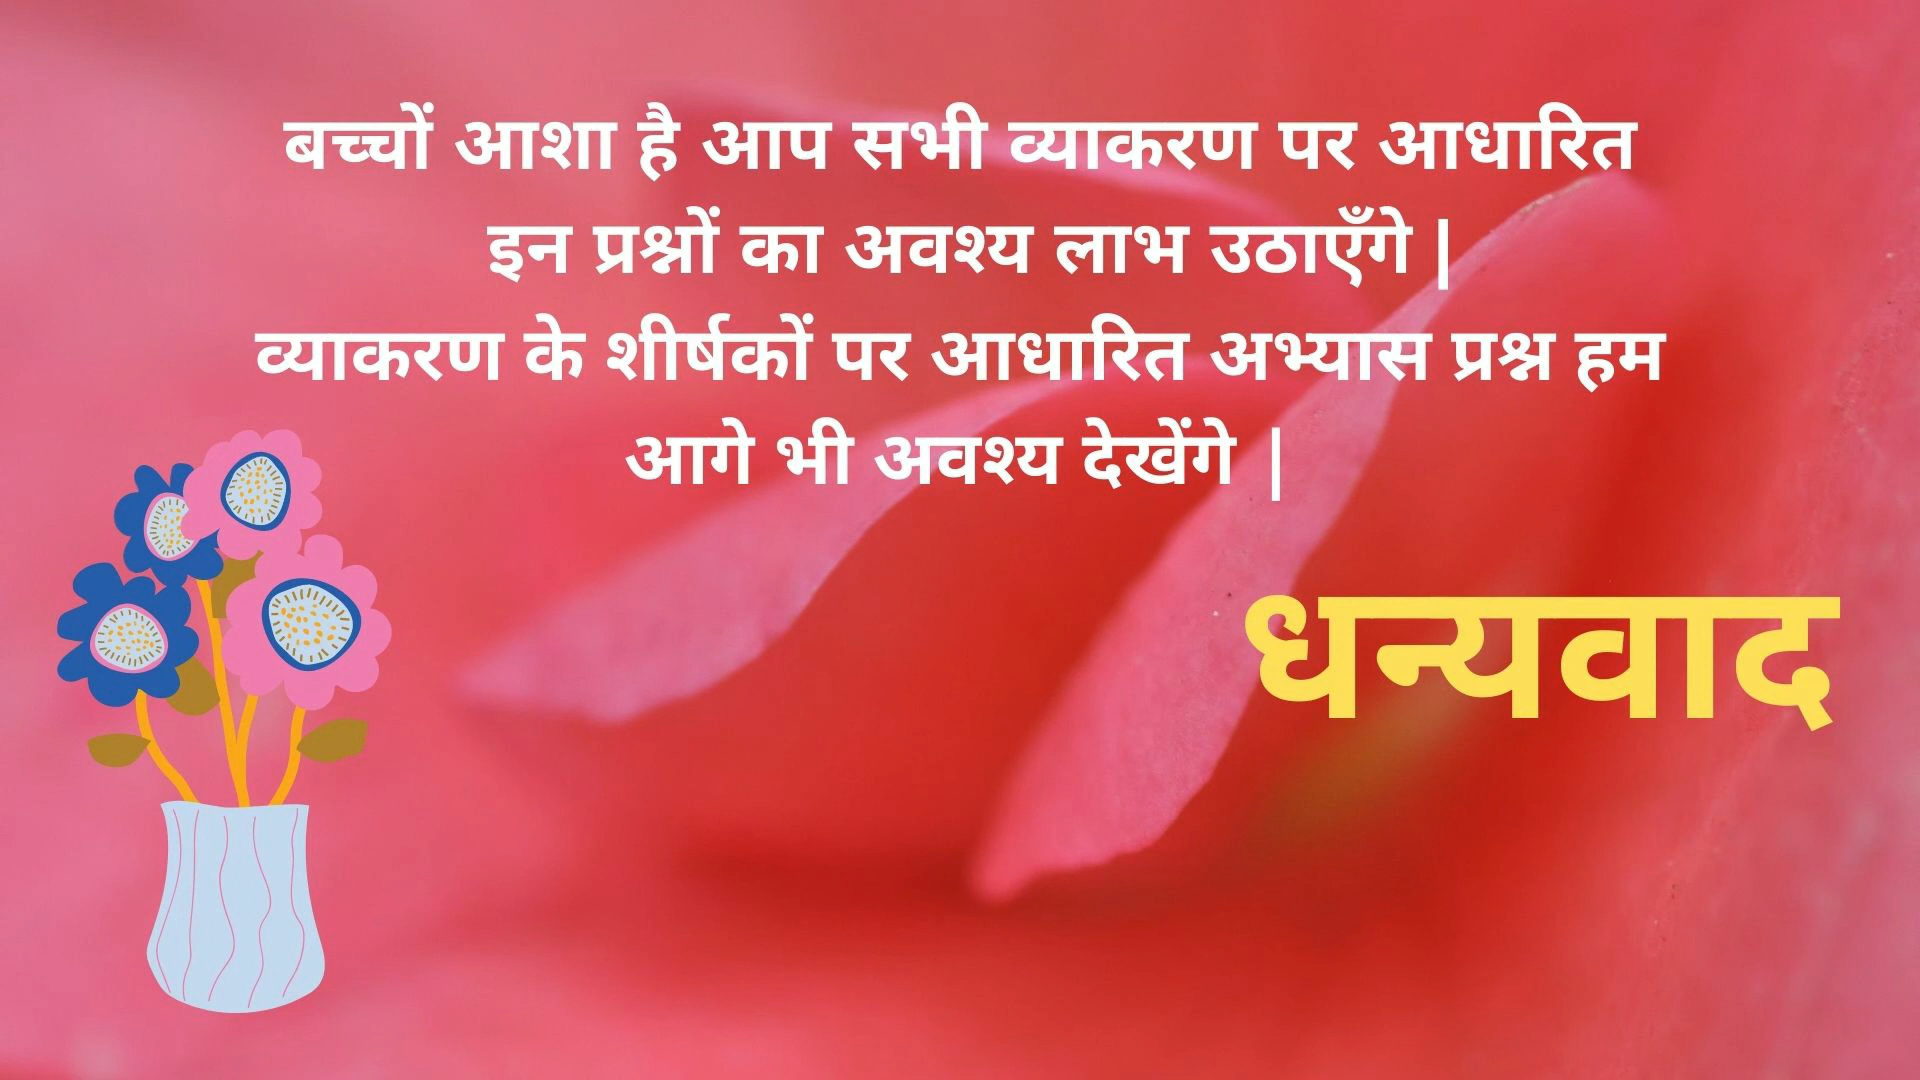 बच्चों आशा है आप सभी व्याकरण पर आधारित
इन प्रश्नों का अवश्य लाभ उठाएँगे |
व्याकरण के शीर्षकों पर आधारित अभ्यास प्रश्न हम
आगे भी अवश्य देखेंगे |
धन्यवाद